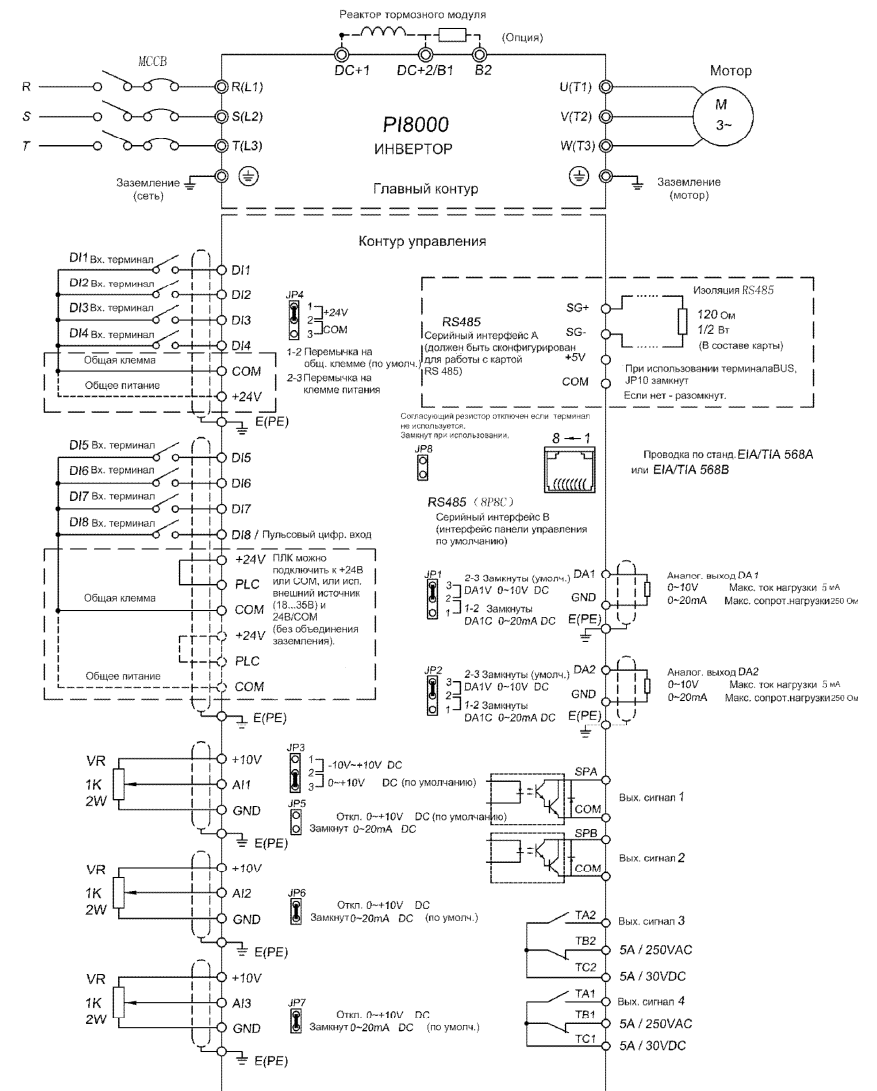 Реактор тормозного модуля
(Опция)
DC+1 DC+2/B1 B2
MCCB
R R(L1)
S S(L2)
T T(L3)
U(T1)
V(T2)
W(T3)
Мотор
M
3~
PI8000
ИНВЕРТОР
Заземление
(сеть)
Главный контур
Заземление
(мотор)
Контур управления
DI1 Вх. терминал DI1
DI2 Вх. терминал DI2
DI3 Вх. терминал DI3
DI4 Вх. терминал DI4
Общая клемма COM
Общее питание +24V
E(PE)
JP4
1
2
3
+24V
COM
1-2 Перемычка на
общ. клемме (по умолч.)
2-3 Перемычка на
клемме питания
RS485
Серийный интерфейс A
(должен быть сконфигурирован
для работы с картой
RS 485)
SG+
SG-
+5V
COM
Изоляция RS485
120 Ом
1/2 Вт
(В составе карты)
При использовании терминалаBUS,
JP10 замкнут
Если нет - разомкнут.
Согласующий резистор отключен если терминал
не используется.
Замкнут при использовании.
JP8
8 ← 1
Проводка по станд. EIA/TIA 568A
или EIA/TIA 568B
RS485 (8P8C)
Серийный интерфейс B
(интерфейс панели управления
по умолчанию)
DI5 Вх. терминал DI5
DI6 Вх. терминал DI6
DI7 Вх. терминал DI7
DI8 Вх. терминал DI8 / Пульсовый цифр. вход
+24V
PLC
Общая клемма COM
+24V
PLC
Общее питание COM
E(PE)
ПЛК можно
подключить к +24В
или COM, или исп.
внешний источник
(18...35В) и
24В/COM
(без объединения
заземления).
JP1
3
2
1
2-3 Замкнуты (умолч.)
DA1V 0~10V DC
1-2 Замкнуты
DA1C 0~20mA DC
DA1
GND
E(PE)
Аналог. выход DA1
0~10V Макс. ток нагрузки 5 мА
0~20mA Макс. сопрот.нагрузки 250 Ом
JP2
3
2
1
2-3 Замкнуты (умолч.)
DA1V 0~10V DC
1-2 Замкнуты
DA1C 0~20mA DC
DA2
GND
E(PE)
Аналог. выход DA2
0~10V Макс. ток нагрузки 5 мА
0~20mA Макс. сопрот.нагрузки 250 Ом
VR
1K
2W
+10V
AI1
GND
E(PE)
JP3
1
2
3
-10V~+10V DC
0~+10V DC (по умолчанию)
JP5
Откл. 0~+10V DC (по умолчанию)
Замкнут 0~20mA DC
SPA
COM
Вых. сигнал 1
SPB
COM
Вых. сигнал 2
VR
1K
2W
+10V
AI2
GND
E(PE)
JP6
Откл. 0~+10V DC
Замкнут 0~20mA DC (по умолч.)
TA2 Вых. сигнал 3
TB2 5A / 250VAC
TC2 5A / 30VDC
VR
1K
2W
+10V
AI3
GND
E(PE)
JP7
Откл. 0~+10V DC
Замкнут 0~20mA DC (по умолч.)
TA1 Вых. сигнал 4
TB1 5A / 250VAC
TC1 5A / 30VDC